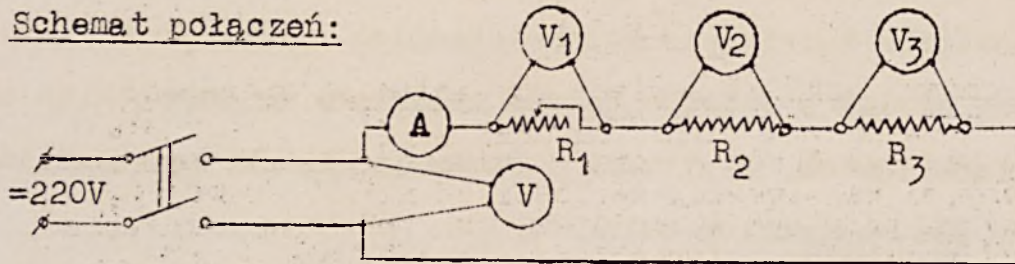 Schemat połączeń:
V1 V2 V3
A
R1 R2 R3
=220V
V